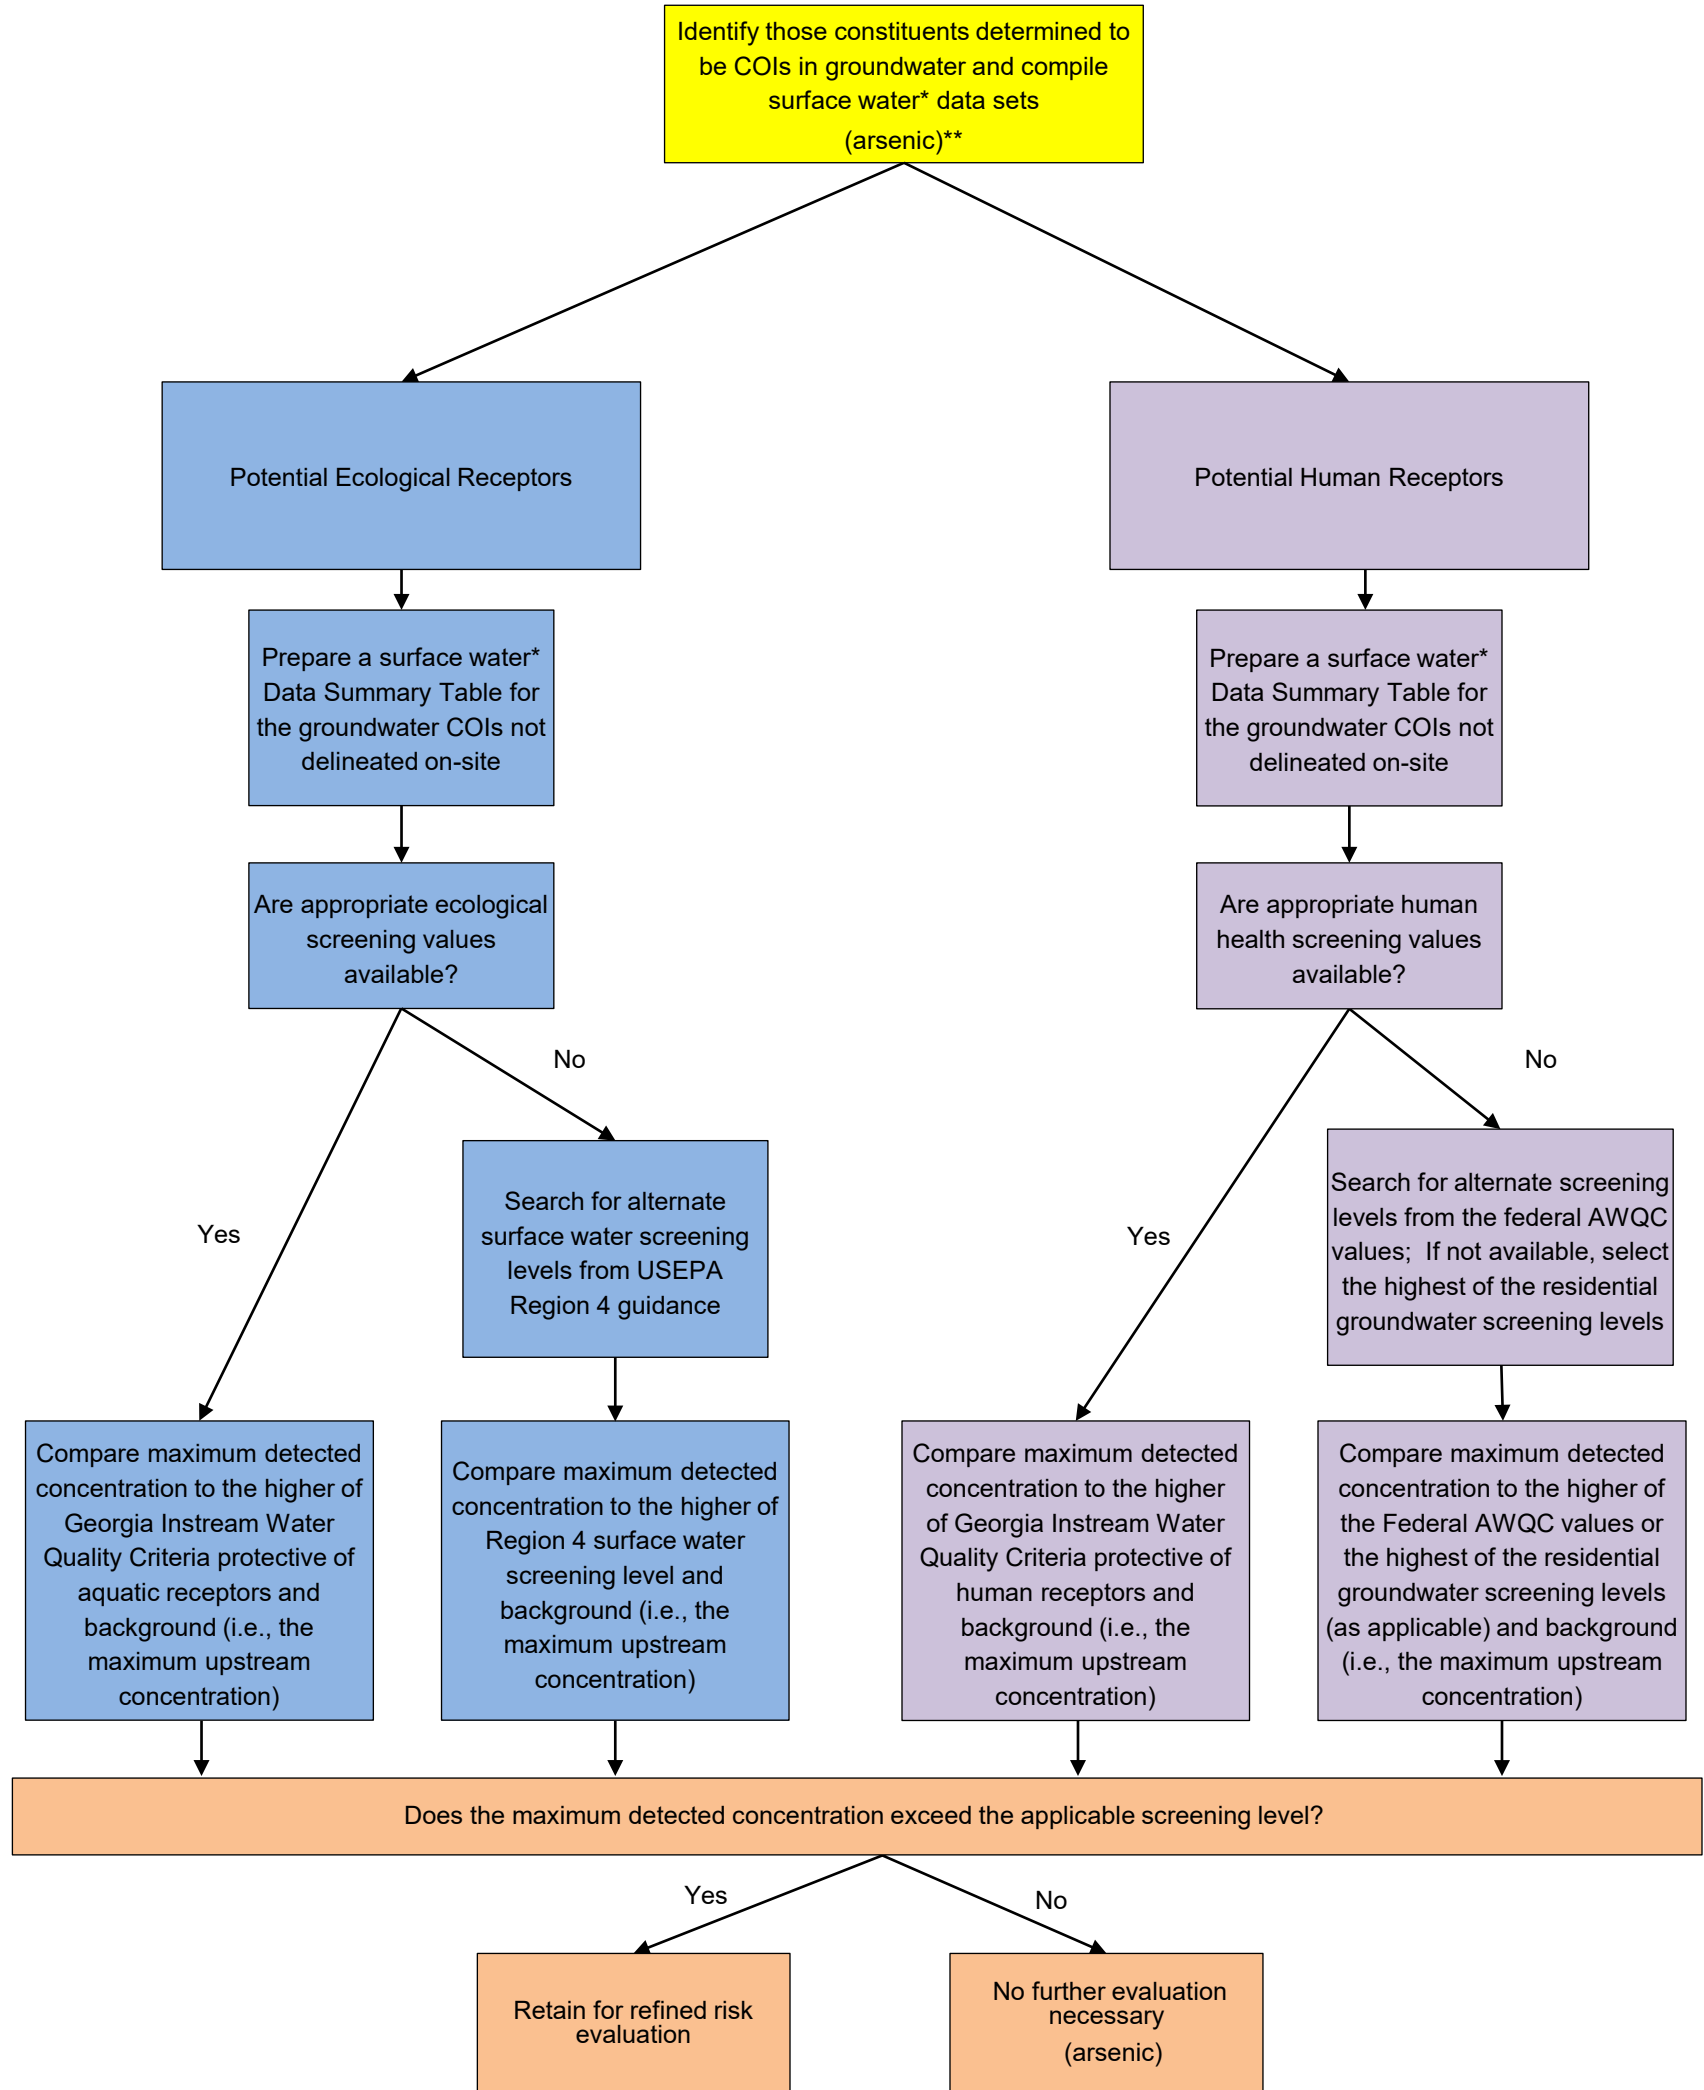 Identify those constituents determined to
be COIs in groundwater and compile
surface water* data sets
(arsenic)**
Potential Ecological Receptors
Potential Human Receptors
Prepare a surface water*
Data Summary Table for
the groundwater COIs not
delineated on-site
Prepare a surface water*
Data Summary Table for
the groundwater COIs not
delineated on-site
Are appropriate ecological
screening values
available?
Are appropriate human
health screening values
available?
No
No
Yes
Search for alternate
surface water screening
levels from USEPA
Region 4 guidance
Yes
Search for alternate screening
levels from the federal AWQC
values;  If not available, select
the highest of the residential
groundwater screening levels
Compare maximum detected
concentration to the higher of
Georgia Instream Water
Quality Criteria protective of
aquatic receptors and
background (i.e., the
maximum upstream
concentration)
Compare maximum detected
concentration to the higher of
Region 4 surface water
screening level and
background (i.e., the
maximum upstream
concentration)
Compare maximum detected
concentration to the higher
of Georgia Instream Water
Quality Criteria protective of
human receptors and
background (i.e., the
maximum upstream
concentration)
Compare maximum detected
concentration to the higher of
the Federal AWQC values or
the highest of the residential
groundwater screening levels
(as applicable) and background
(i.e., the maximum upstream
concentration)
Does the maximum detected concentration exceed the applicable screening level?
Yes
No
Retain for refined risk
evaluation
No further evaluation
necessary
(arsenic)